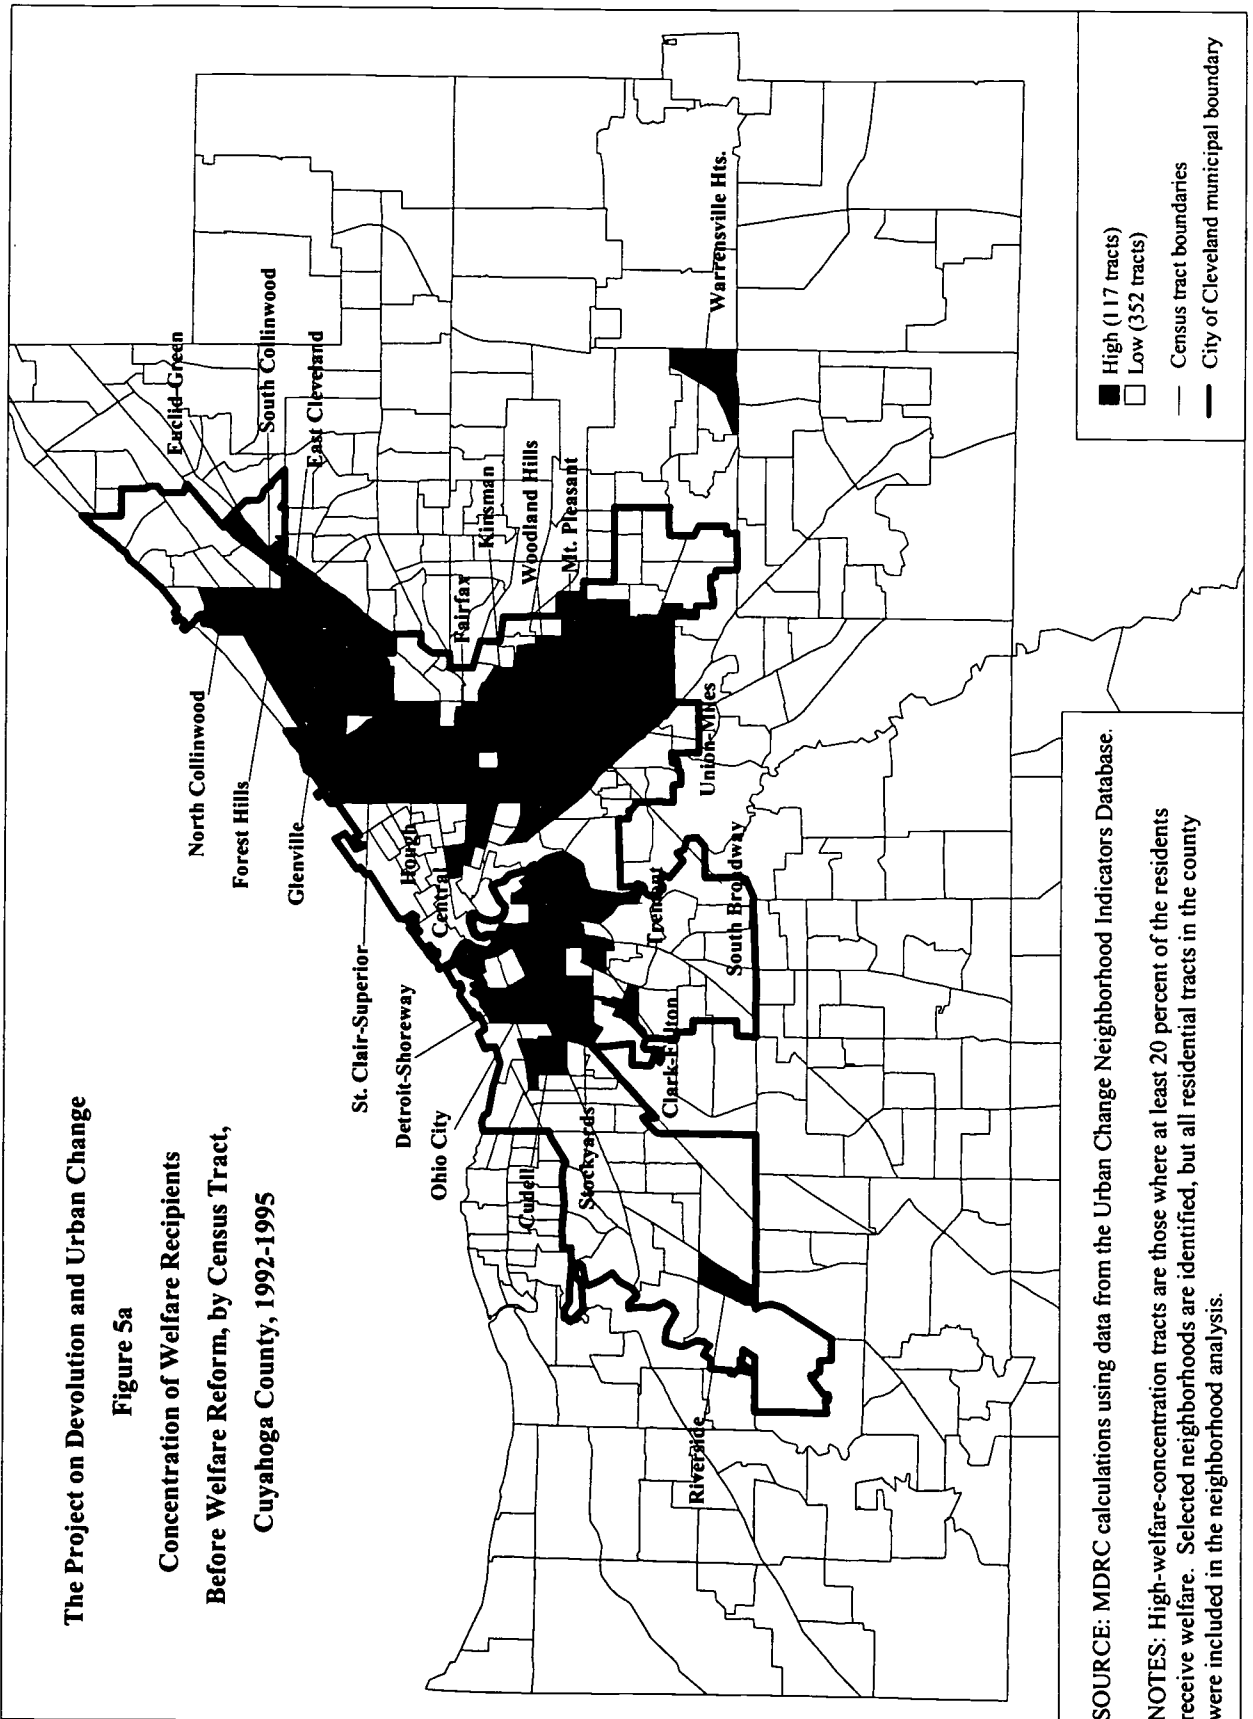 The Project on Devolution and Urban Change
Figure 5a
Concentration of Welfare Recipients
Before Welfare Reform, by Census Tract,
Cuyahoga County, 1992-1995
North Collinwood
Forest Hills
Glenville
St. Clair-Superior
Detroit-Shoreway
Ohio City
Cudell
Stockyards
Clark-Fulton
Riverside
Hough
Central
Tremont
South Broadway
Union-Miles
Euclid-Green
South Collinwood
East Cleveland
Fairfax
Kinsman
Woodland Hills
Mt. Pleasant
Warrensville Hts.
High (117 tracts)
Low (352 tracts)
Census tract boundaries
City of Cleveland municipal boundary
SOURCE: MDRC calculations using data from the Urban Change Neighborhood Indicators Database.
NOTES: High-welfare-concentration tracts are those where at least 20 percent of the residents
receive welfare. Selected neighborhoods are identified, but all residential tracts in the county
were included in the neighborhood analysis.